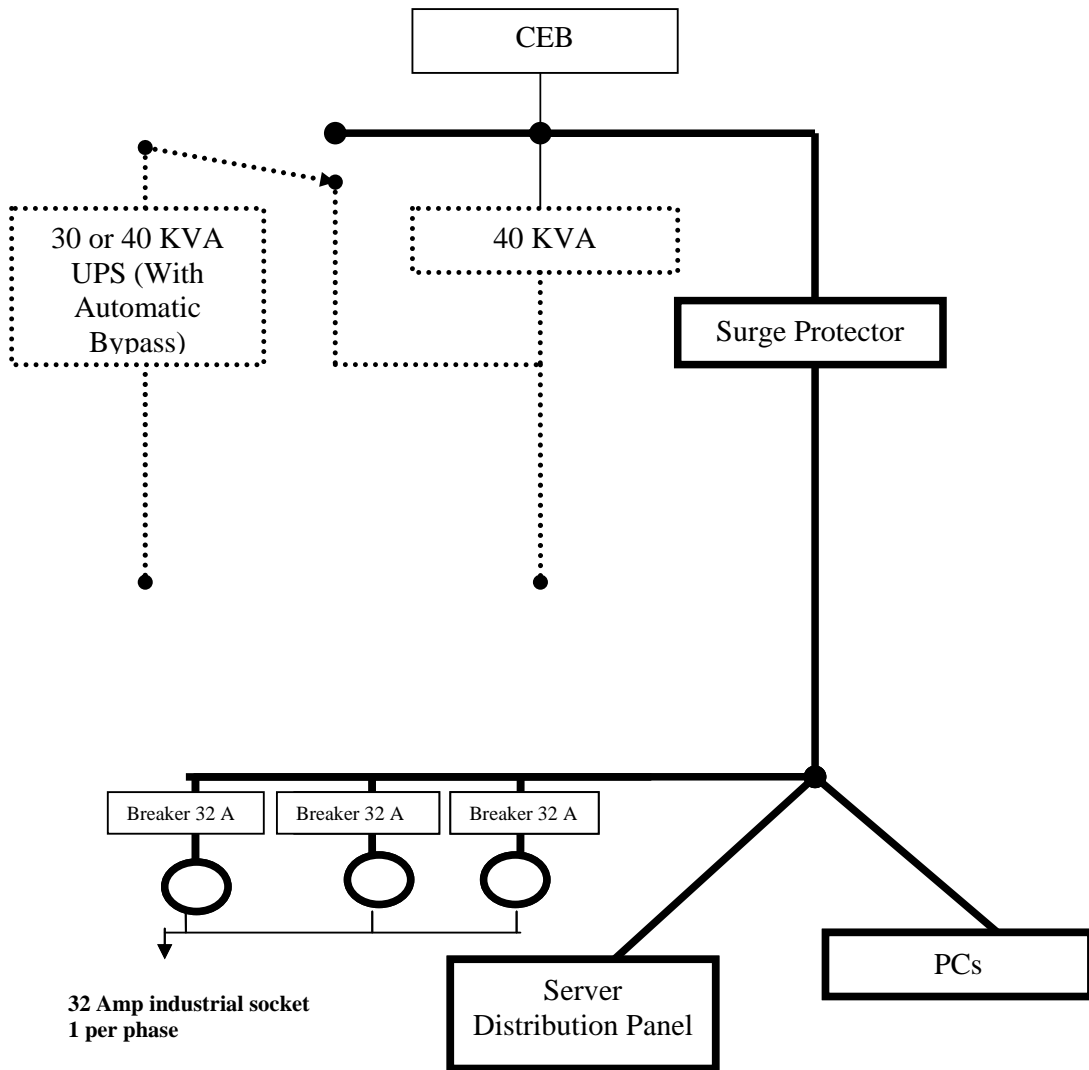 CEB
30 or 40 KVA
UPS (With
Automatic
Bypass)
40 KVA
Surge Protector
Breaker 32 A
Breaker 32 A
Breaker 32 A
32 Amp industrial socket
1 per phase
Server
Distribution Panel
PCs